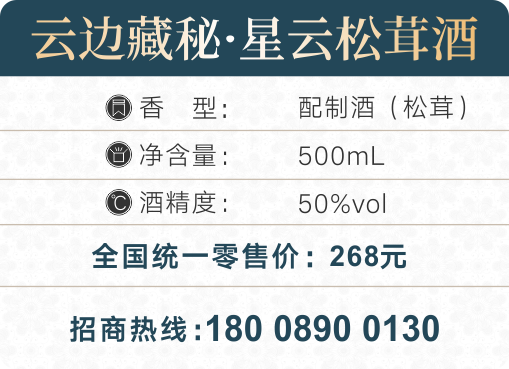 云边藏秘·星云松茸酒
香 型： 配制酒（松茸）
净含量： 500mL
酒精度： 50%vol
全国统一零售价：268元
招商热线:180 0890 0130